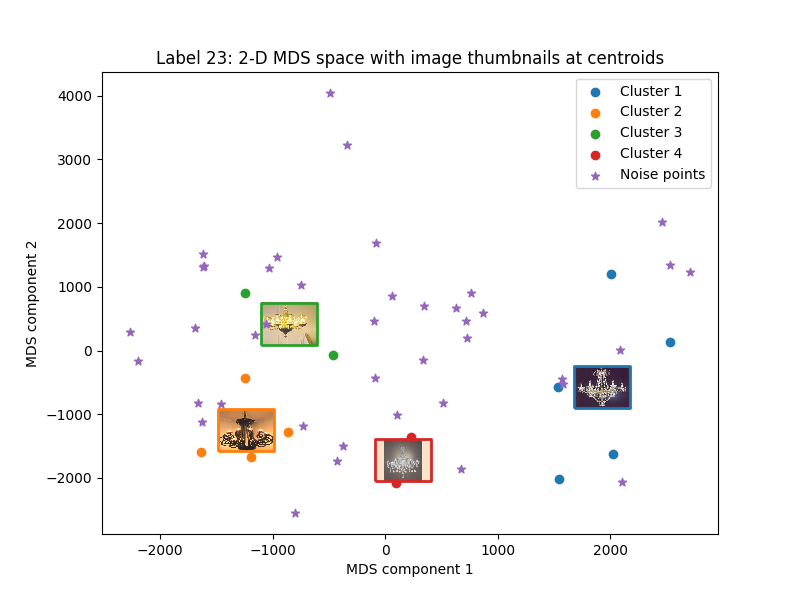 Label 23: 2-D MDS space with image thumbnails at centroids
Cluster 1
Cluster 2
Cluster 3
Cluster 4
Noise points
MDS component 2
4000
3000
2000
1000
0
−1000
−2000
−2000
−1000
0
1000
2000
MDS component 1